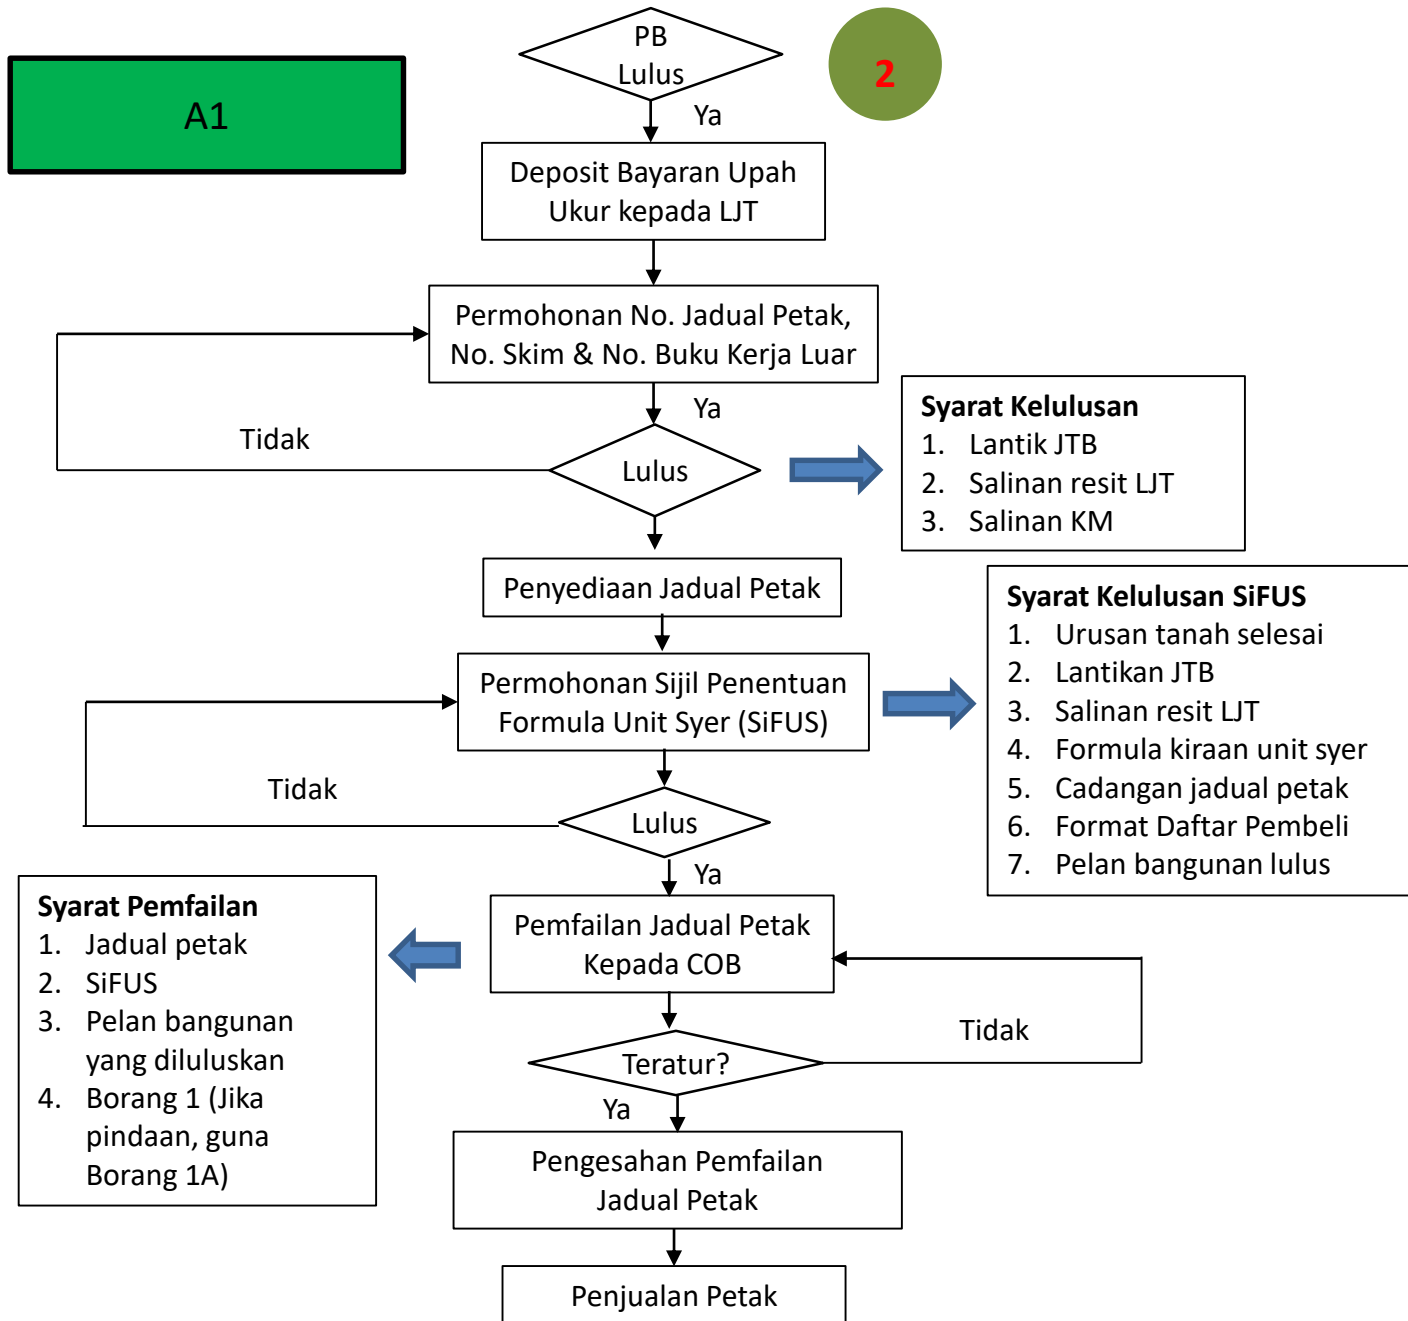 PB
Lulus
2
A1
Ya
Deposit Bayaran Upah
Ukur kepada LJT
Permohonan No. Jadual Petak,
No. Skim & No. Buku Kerja Luar
Ya
Tidak
Lulus
Syarat Kelulusan
1. Lantik JTB
2. Salinan resit LJT
3. Salinan KM
Penyediaan Jadual Petak
Permohonan Sijil Penentuan
Formula Unit Syer (SiFUS)
Syarat Kelulusan SiFUS
1. Urusan tanah selesai
2. Lantikan JTB
3. Salinan resit LJT
4. Formula kiraan unit syer
5. Cadangan jadual petak
6. Format Daftar Pembeli
7. Pelan bangunan lulus
Tidak
Lulus
Ya
Syarat Pemfailan
1. Jadual petak
2. SiFUS
3. Pelan bangunan
yang diluluskan
4. Borang 1 (Jika
pindaan, guna
Borang 1A)
Pemfailan Jadual Petak
Kepada COB
Tidak
Teratur?
Ya
Pengesahan Pemfailan
Jadual Petak
Penjualan Petak